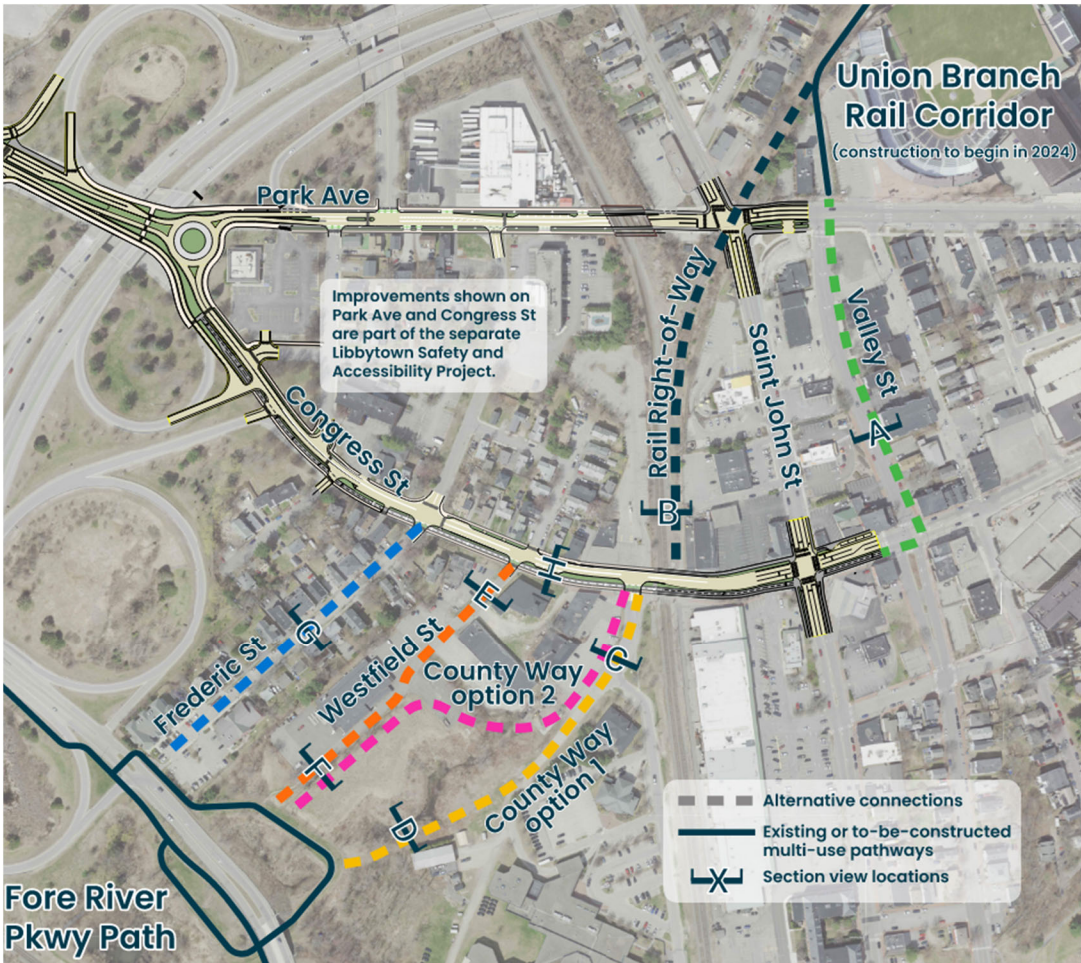 Union Branch
Rail Corridor
(construction to begin in 2024)
Park Ave
Improvements shown on
Park Ave and Congress St
are part of the separate
Libbytown Safety and
Accessibility Project.
Rail Right-of-Way
Valley St
Saint John St
A
Congress St
B
H
E
G
Frederic St
Westfield St
C
County Way
option 2
F
County Way
option 1
D
Alternative connections
Existing or to-be-constructed
multi-use pathways
X
Section view locations
Fore River
Pkwy Path